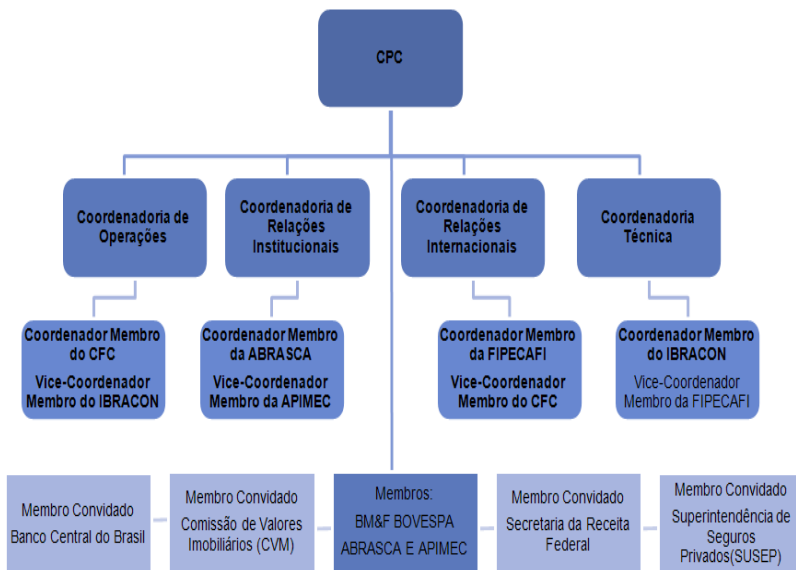 CPC
Coordenadoria de
Operações
Coordenadoria de
Relações
Institucionais
Coordenadoria de
Relações
Internacionais
Coordenadoria
Técnica
Coordenador Membro
do CFC
Vice-Coordenador
Membro do IBRACON
Coordenador Membro
da ABRASCA
Vice-Coordenador
Membro da APIMEC
Coordenador Membro
da FIPECAFI
Vice-Coordenador
Membro do CFC
Coordenador Membro
do IBRACON
Vice-Coordenador
Membro da FIPECAFI
Membro Convidado
Banco Central do Brasil
Membro Convidado
Comissão de Valores
Imobiliários (CVM)
Membros:
BM&F BOVESPA
ABRASCA E APIMEC
Membro Convidado
Secretaria da Receita
Federal
Membro Convidado
Superintendência de
Seguros
Privados(SUSEP)